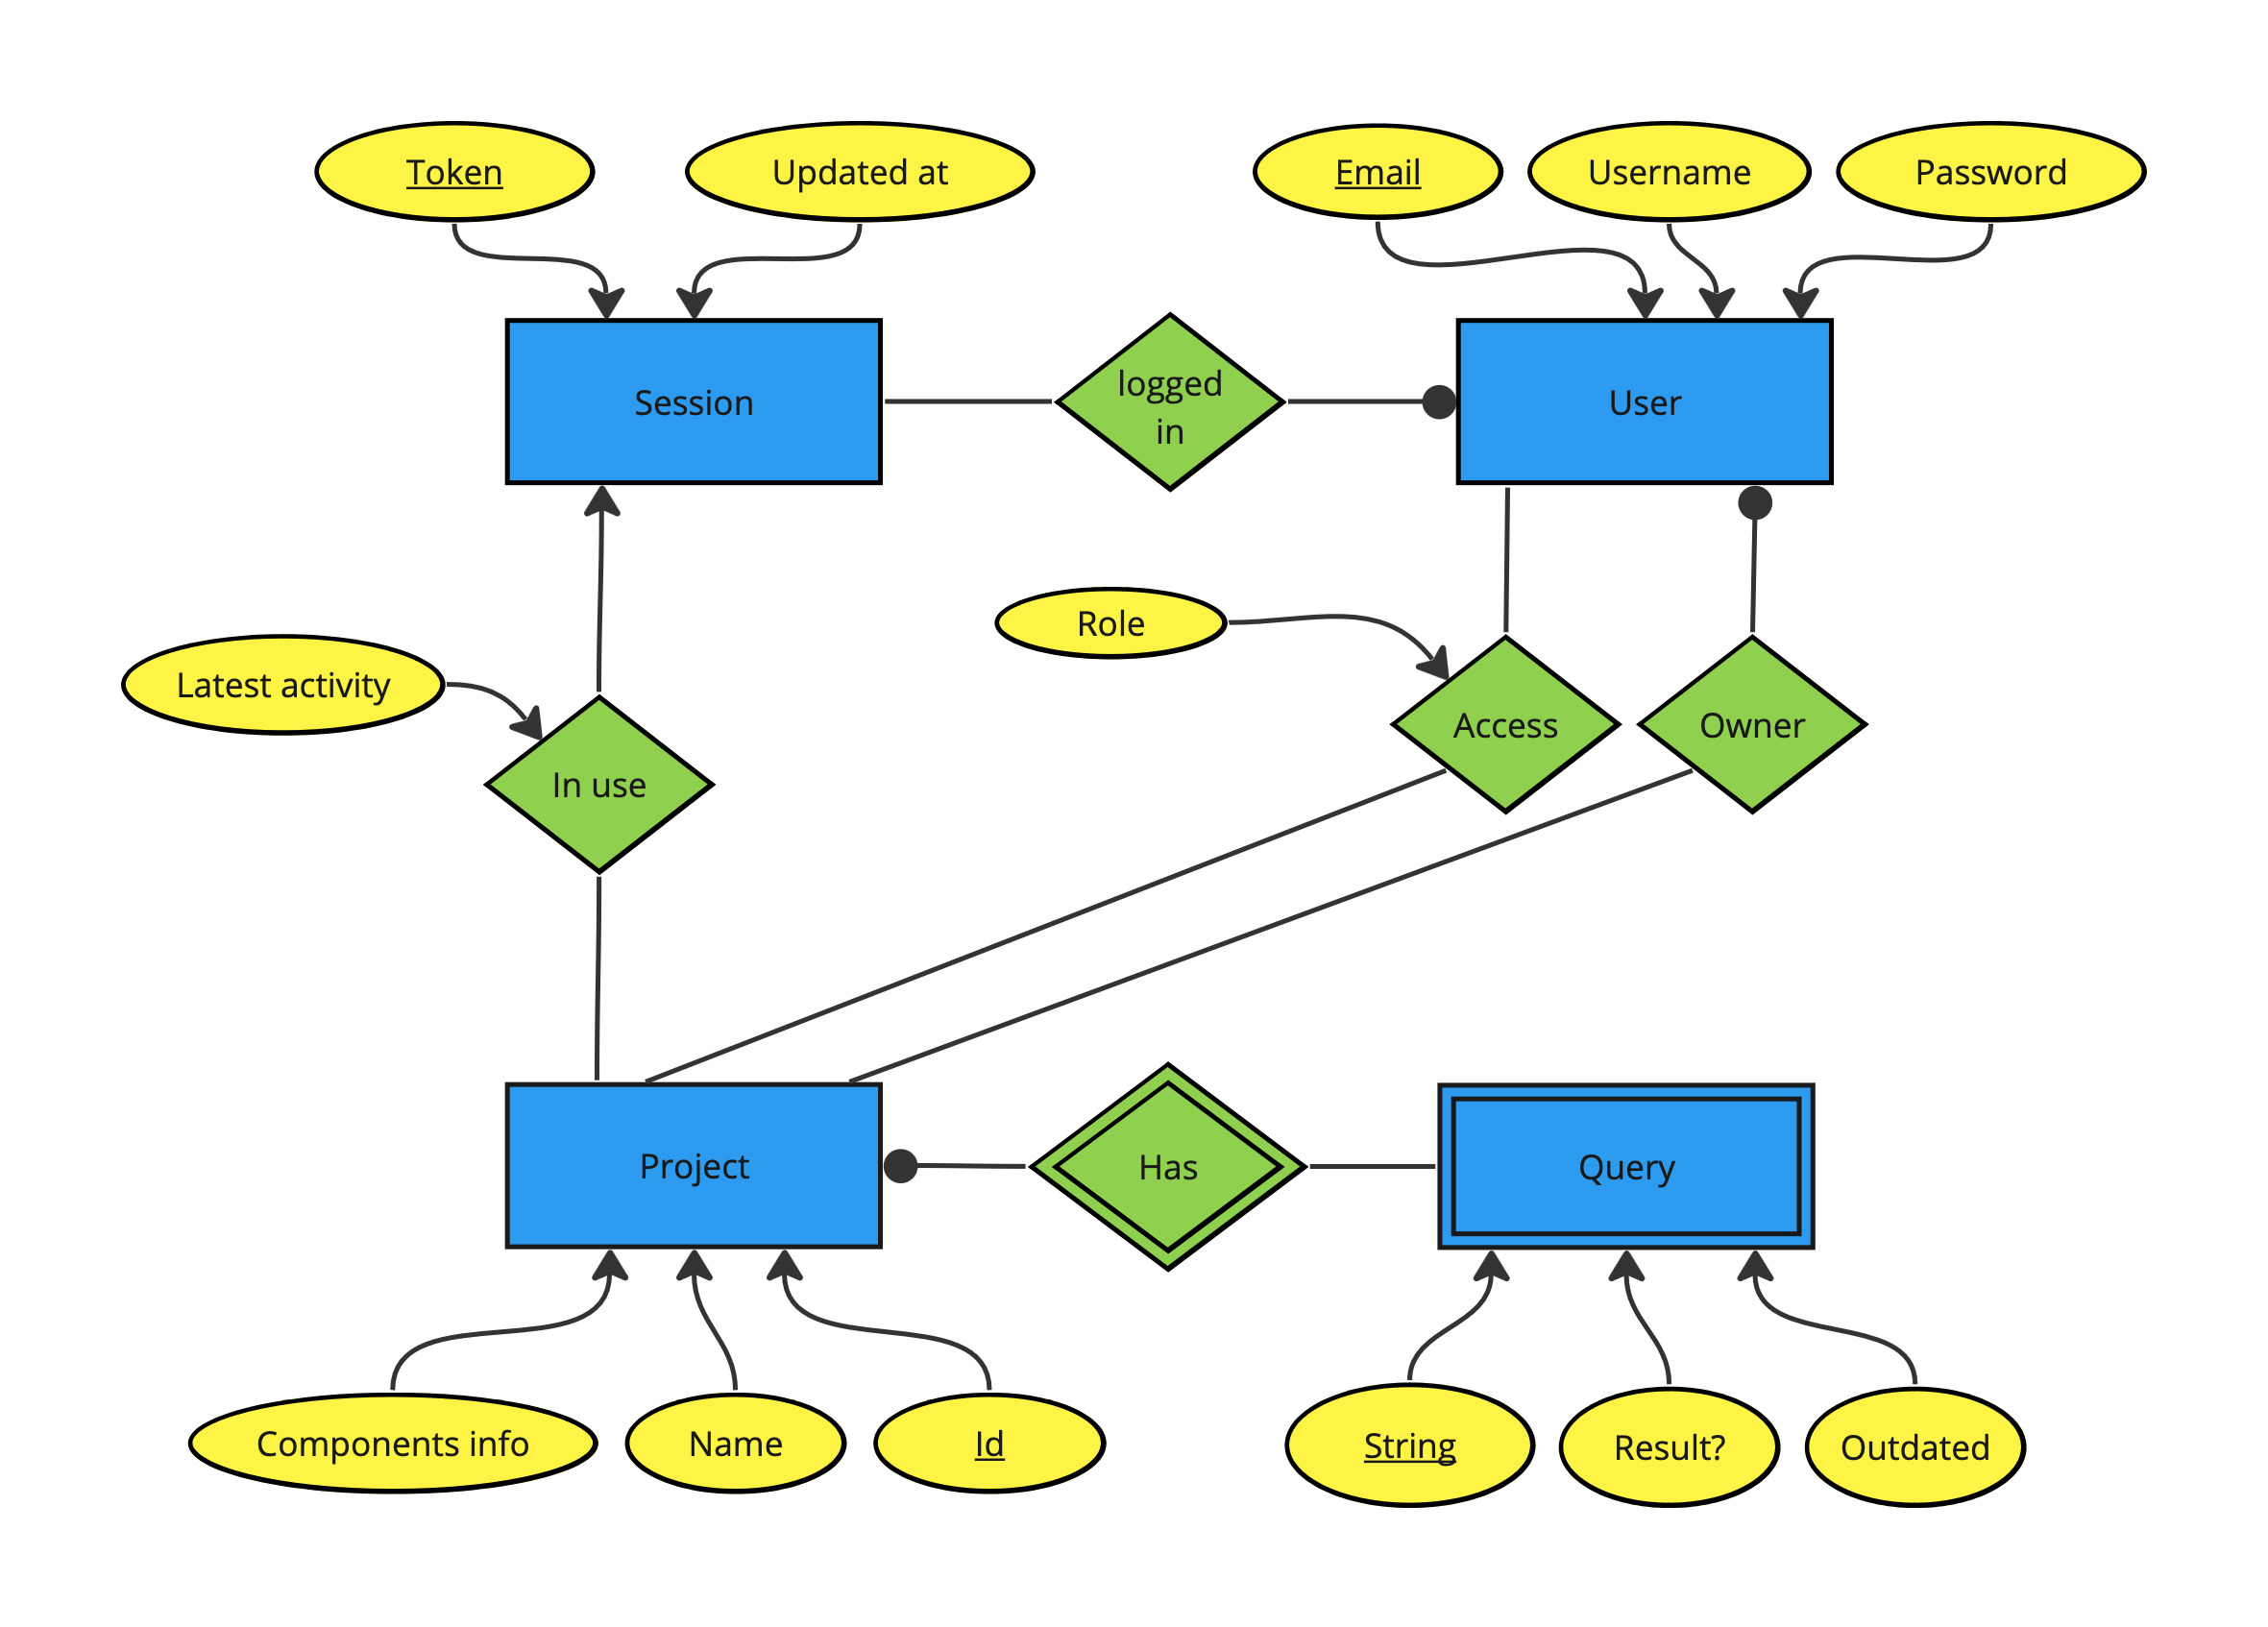 Token
Updated at
Email
Username
Password
Session
logged
in
User
Role
Latest activity
In use
Access
Owner
Project
Has
Query
Components info
Name
Id
String
Result?
Outdated